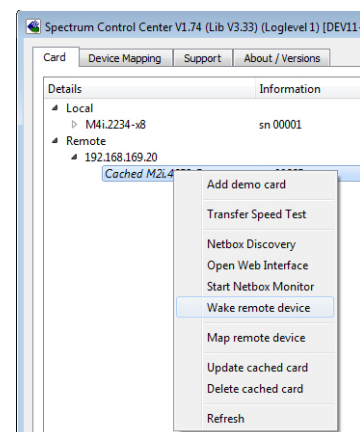 Spectrum Control Center V1.74 (Lib V3.33) (Loglevel 1) [DEV11-
Card Device Mapping Support About / Versions
Details Information
Local
M4i.2234-x8 sn 00001
Remote
192.168.169.20
Cached M2i.4
Add demo card
Transfer Speed Test
Netbox Discovery
Open Web Interface
Start Netbox Monitor
Wake remote device
Map remote device
Update cached card
Delete cached card
Refresh